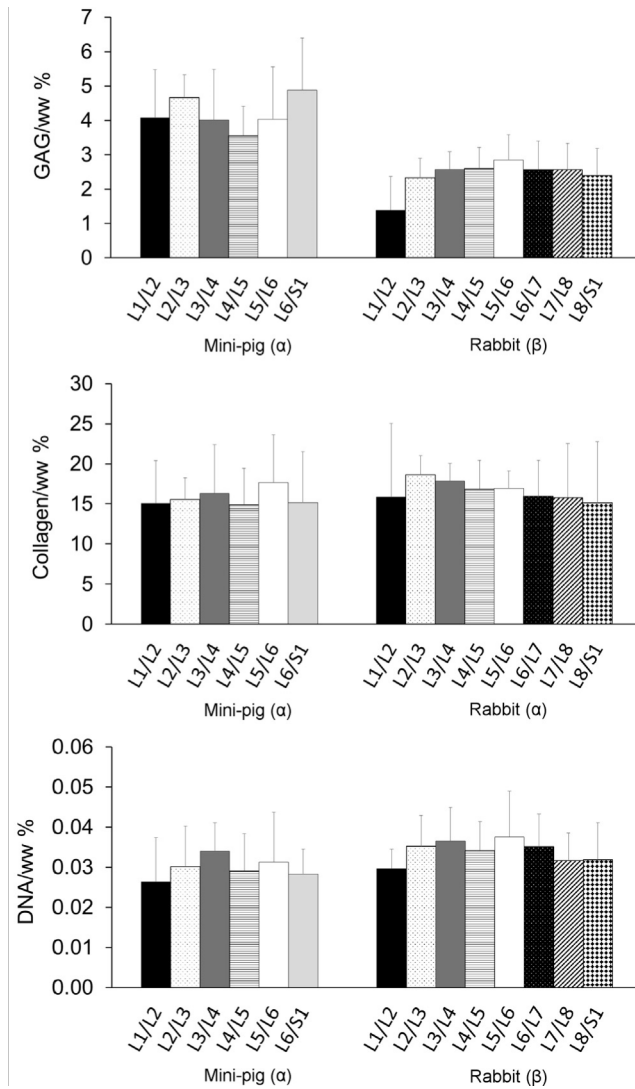 GAG/ww %
7
6
5
4
3
2
1
0
L1/L2 L2/L3 L3/L4 L4/L5 L5/L6 L6/S1 L1/L2 L2/L3 L3/L4 L4/L5 L5/L6 L6/L7 L7/L8 L8/S1
Mini-pig (α) Rabbit (β)
Collagen/ww %
30
25
20
15
10
5
0
L1/L2 L2/L3 L3/L4 L4/L5 L5/L6 L6/S1 L1/L2 L2/L3 L3/L4 L4/L5 L5/L6 L6/L7 L7/L8 L8/S1
Mini-pig (α) Rabbit (α)
DNA/ww %
0.06
0.05
0.04
0.03
0.02
0.01
0.00
L1/L2 L2/L3 L3/L4 L4/L5 L5/L6 L6/S1 L1/L2 L2/L3 L3/L4 L4/L5 L5/L6 L6/L7 L7/L8 L8/S1
Mini-pig (α) Rabbit (β)